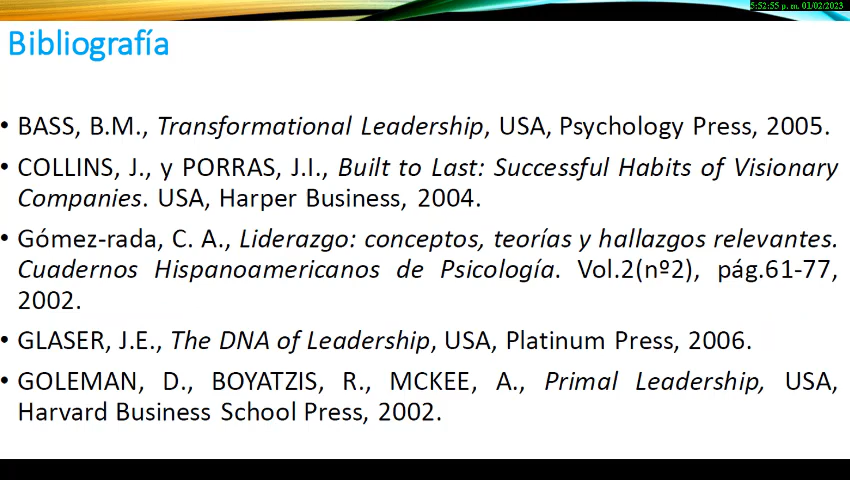 5:52:55 p. m. 01/02/2023
Bibliografía
• BASS, B.M., Transformational Leadership, USA, Psychology Press, 2005.
• COLLINS, J., y PORRAS, J.I., Built to Last: Successful Habits of Visionary
Companies. USA, Harper Business, 2004.
• Gómez-rada, C. A., Liderazgo: conceptos, teorías y hallazgos relevantes.
Cuadernos Hispanoamericanos de Psicología. Vol.2(nº2), pág.61-77,
2002.
• GLASER, J.E., The DNA of Leadership, USA, Platinum Press, 2006.
• GOLEMAN, D., BOYATZIS, R., MCKEE, A., Primal Leadership, USA,
Harvard Business School Press, 2002.